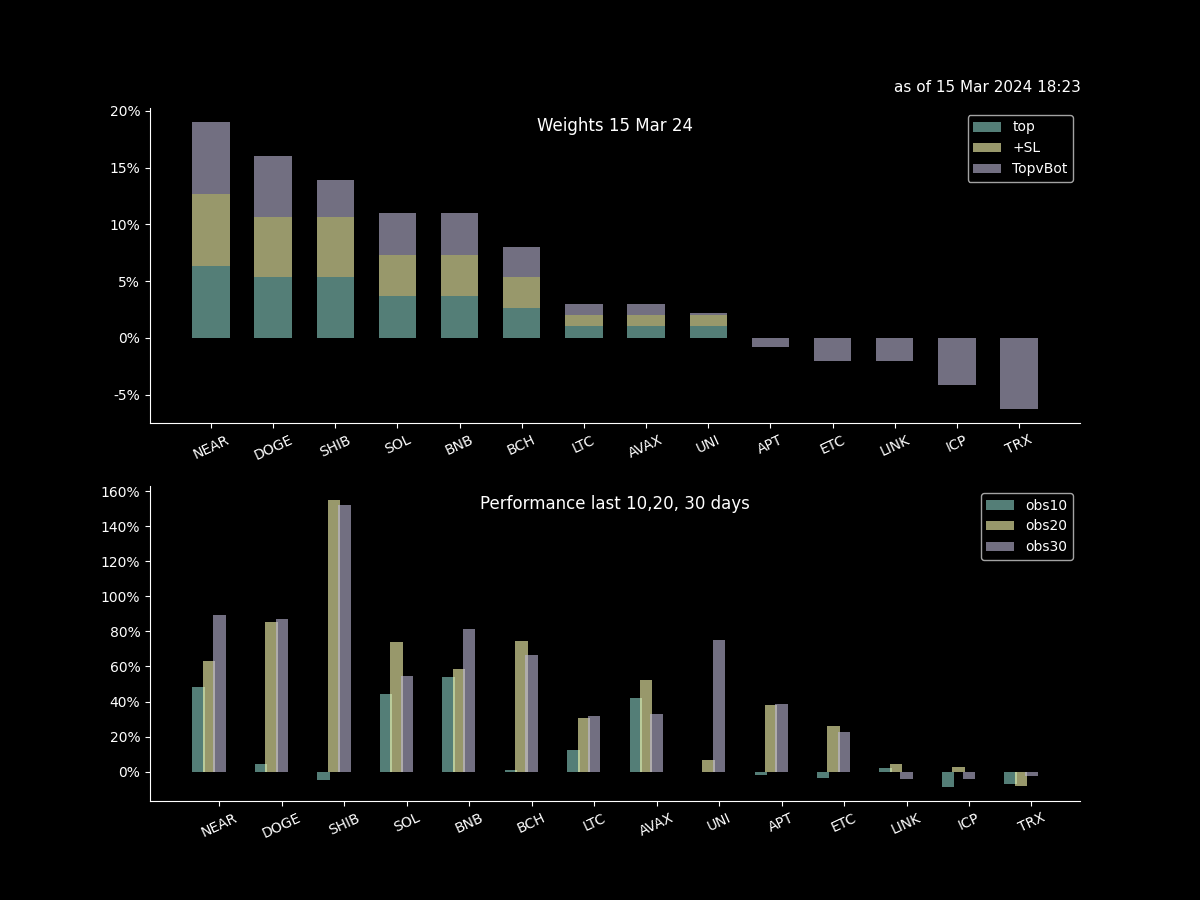 as of 15 Mar 2024 18:23
Weights 15 Mar 24
20%
15%
10%
5%
0%
-5%
top
+SL
TopvBot
NEAR DOGE SHIB SOL BNB BCH LTC AVAX UNI APT ETC LINK ICP TRX
Performance last 10,20, 30 days
160%
140%
120%
100%
80%
60%
40%
20%
0%
obs10
obs20
obs30
NEAR DOGE SHIB SOL BNB BCH LTC AVAX UNI APT ETC LINK ICP TRX